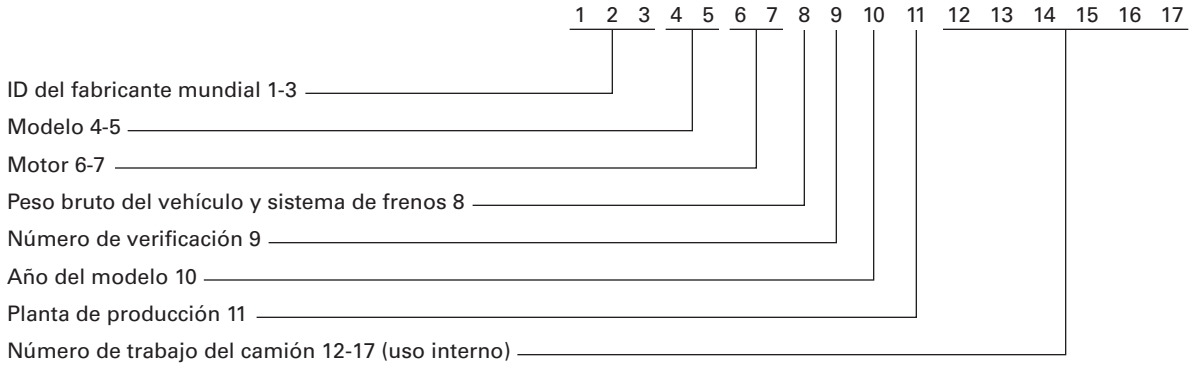 1 2 3 4 5 6 7 8 9 10 11 12 13 14 15 16 17
ID del fabricante mundial 1-3
Modelo 4-5
Motor 6-7
Peso bruto del vehículo y sistema de frenos 8
Número de verificación 9
Año del modelo 10
Planta de producción 11
Número de trabajo del camión 12-17 (uso interno)